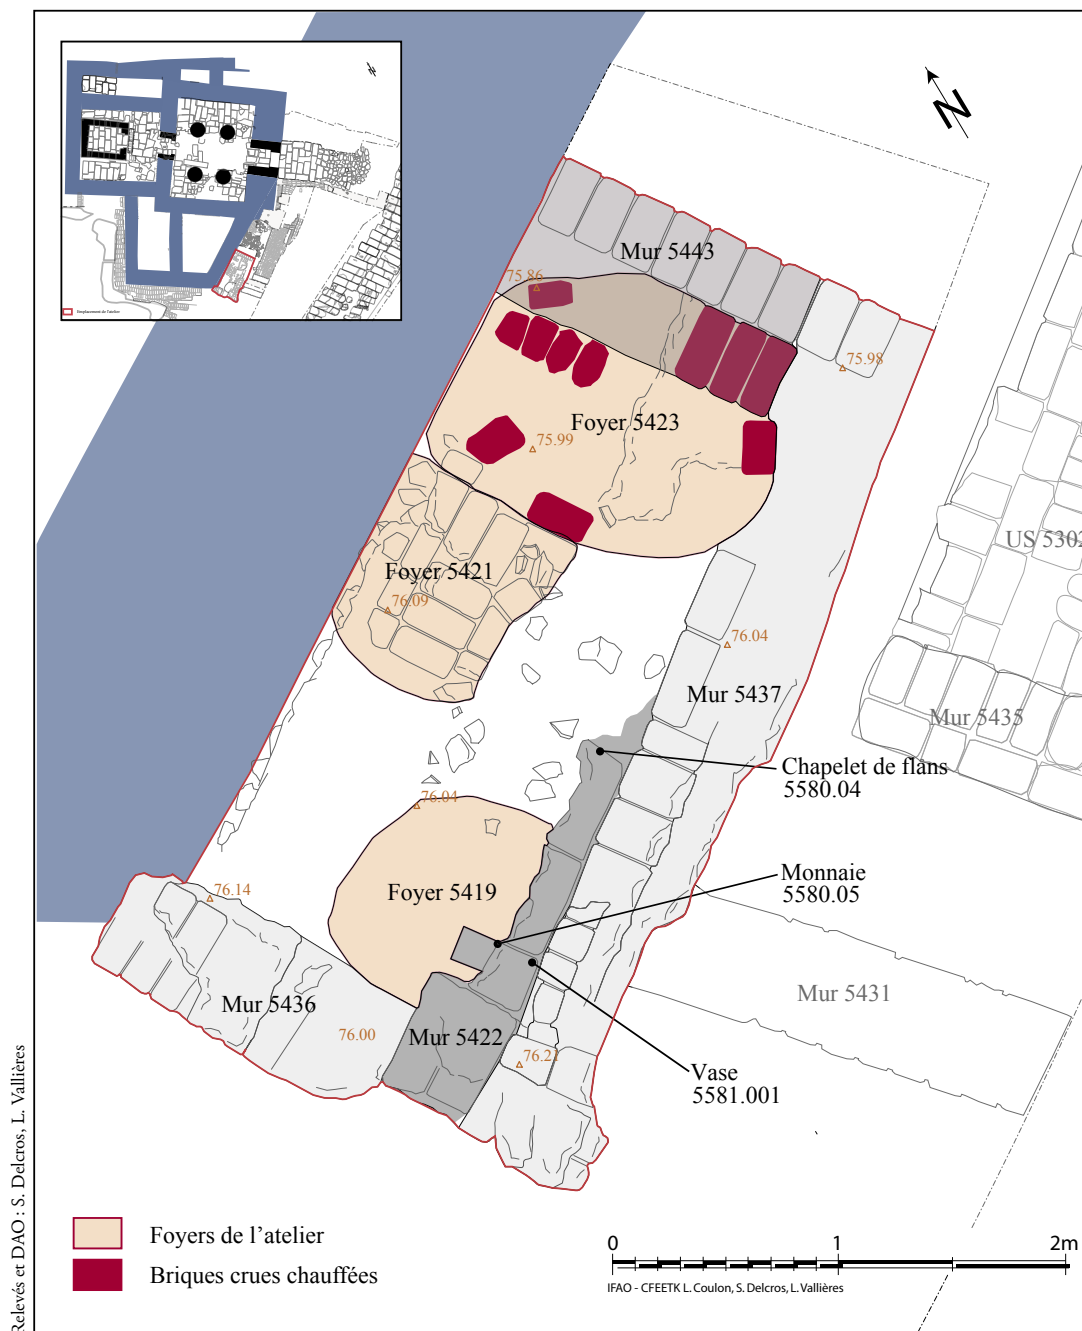 N
Emplacement de l'atelier
N
Mur 5443
75.86
75.98
Foyer 5423
75.99
US 5302
Foyer 5421
76.09
76.04
Mur 5437
Mur 5435
Chapelet de flans
5580.04
76.04
Monnaie
5580.05
76.14
Foyer 5419
Mur 5431
Mur 5436
76.00
Mur 5422
76.21
Vase
5581.001
Foyers de l'atelier
Briques crues chauffées
0 1 2m
IFAO - CFEETK L. Coulon, S. Delcros, L. Vallières
Relevés et DAO : S. Delcros, L. Vallières